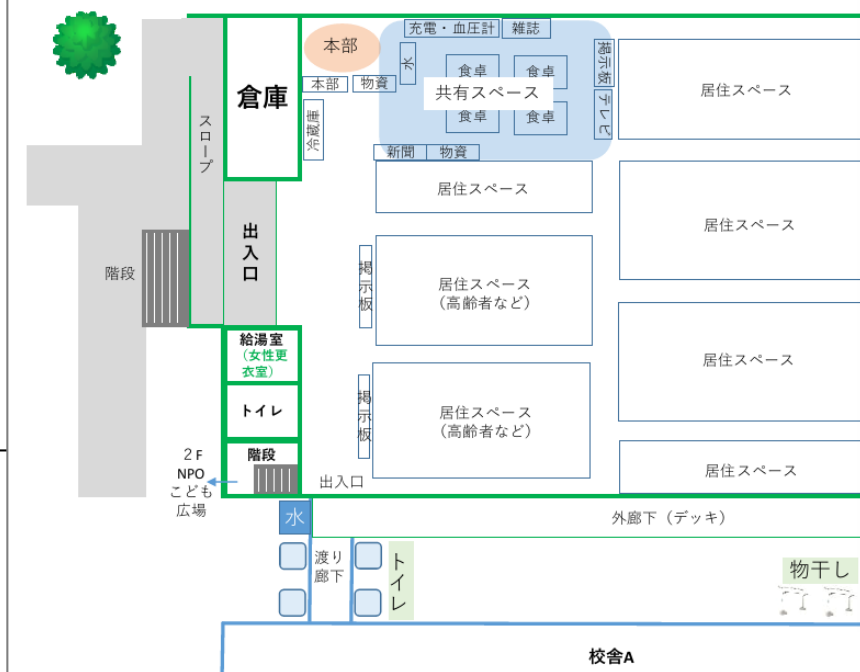 充電・血圧計
雑誌
本部
水
掲示板
食卓
食卓
倉庫
本部
物資
共有スペース
居住スペース
テレビ
食卓
食卓
冷蔵庫
スロープ
新聞
物資
居住スペース
居住スペース
出入口
階段
掲示板
居住スペース
(高齢者など)
給湯室
(女性更
衣室)
居住スペース
トイレ
掲示板
居住スペース
(高齢者など)
2F
NPO
こども
広場
階段
出入口
居住スペース
水
外廊下(デッキ)
渡り
廊下
トイレ
物干し
校舎A